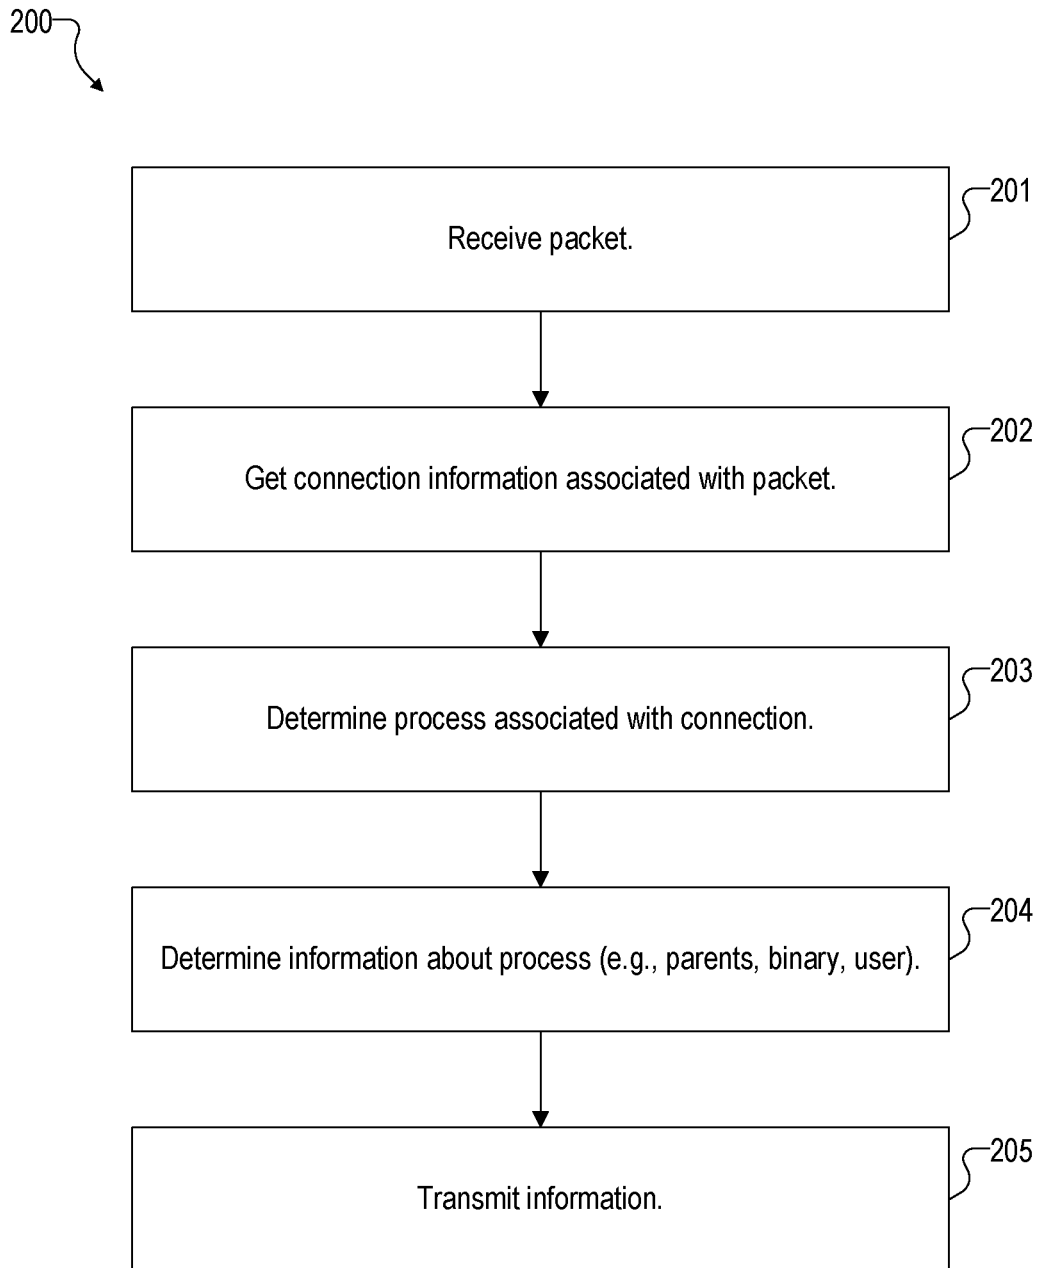 200
201
Receive packet.
202
Get connection information associated with packet.
203
Determine process associated with connection.
204
Determine information about process (e.g., parents, binary, user).
205
Transmit information.